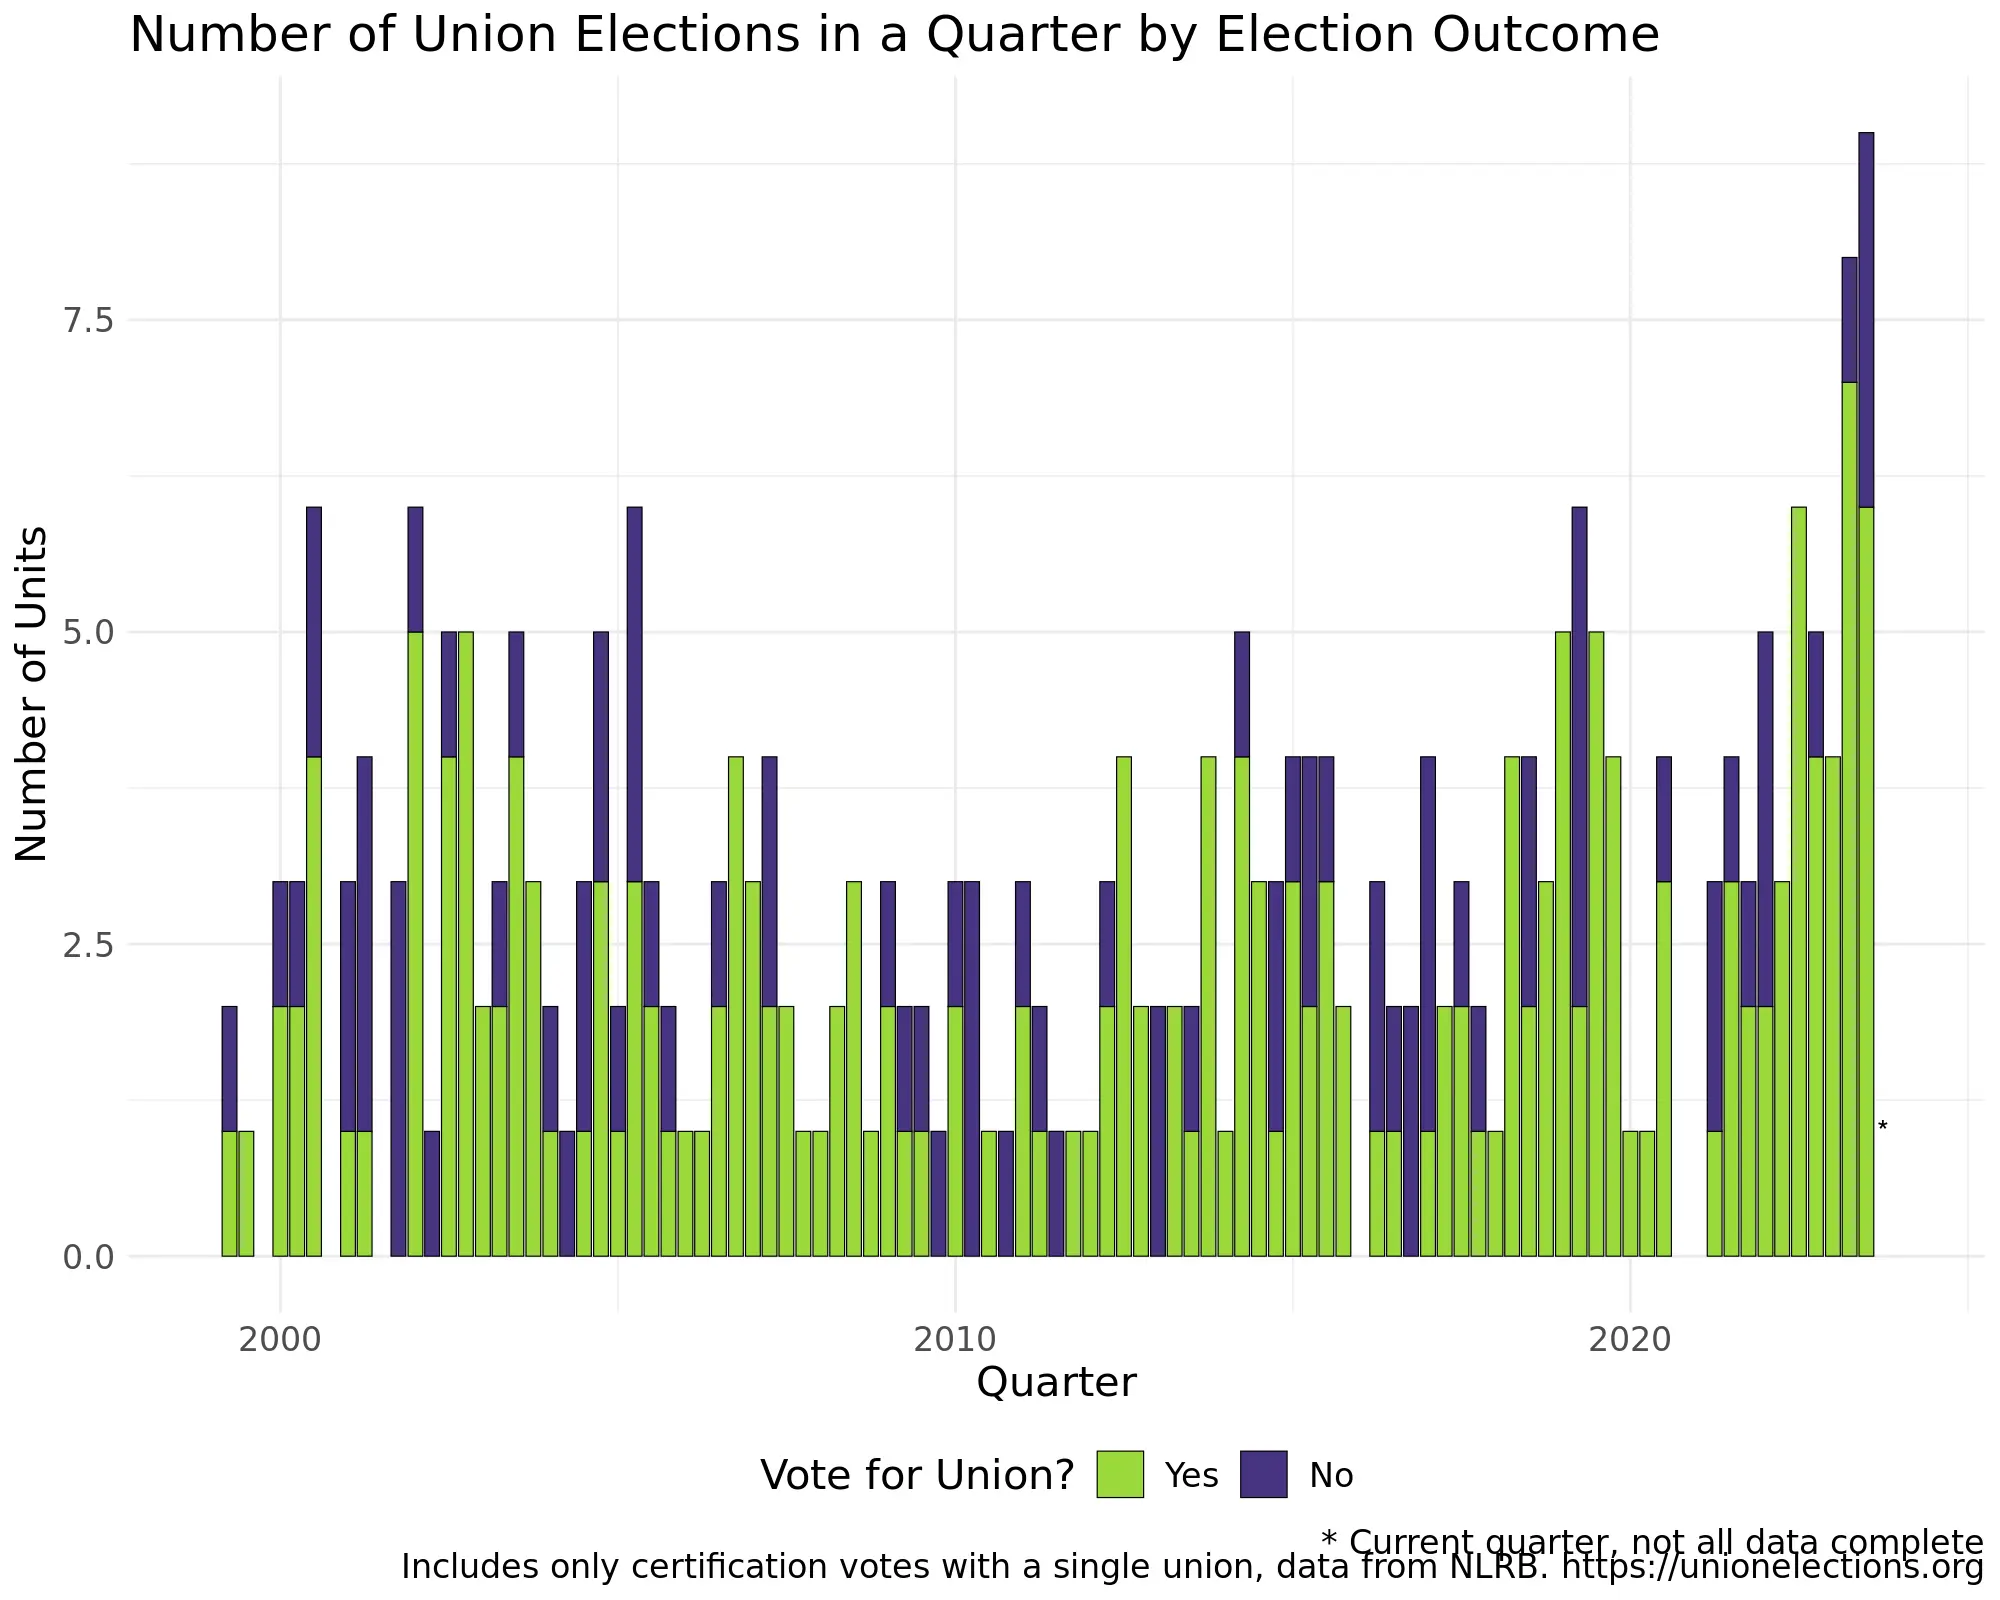 Number of Union Elections in a Quarter by Election Outcome
Number of Units
7.5
5.0
2.5
0.0
*
2000 2010 2020
Quarter
Vote for Union? Yes No
* Current quarter, not all data complete
Includes only certification votes with a single union, data from NLRB. https://unionelections.org